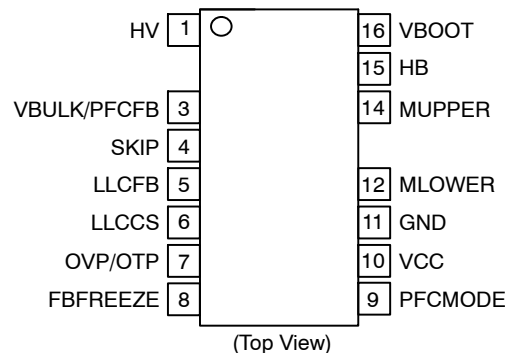 HV 1 16 VBOOT
15 HB
VBULK/PFCFB 3 14 MUPPER
SKIP 4
LLCFB 5 12 MLOWER
LLCCS 6 11 GND
OVP/OTP 7 10 VCC
FBFREEZE 8 9 PFCMODE
(Top View)